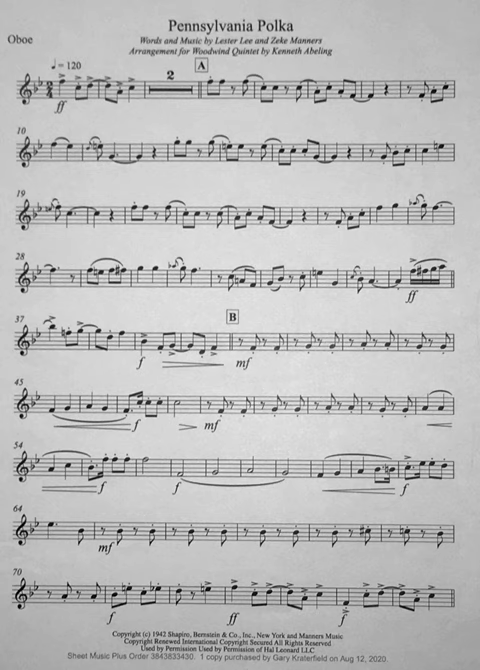 Pennsylvania Polka
Oboe
Words and Music by Lester Lee and Zeke Manners
Arrangement for Woodwind Quintet by Kenneth Abeling
♩ = 120
A
2
4
2
ff
10
19
28
ff
37
B
f
mf
45
f
mf
54
f
f
f
64
mf
70
f
f
Copyright (c) 1942 Shapiro, Bernstein & Co., Inc., New York and Manners Music
Copyright Renewed International Copyright Secured All Rights
Used by Permission Used by Permission of Hal Leonard LLC
Sheet Music Plus Order 3843833430. 1 copy purchased by Gary Kraterfield on Aug 12, 2020.